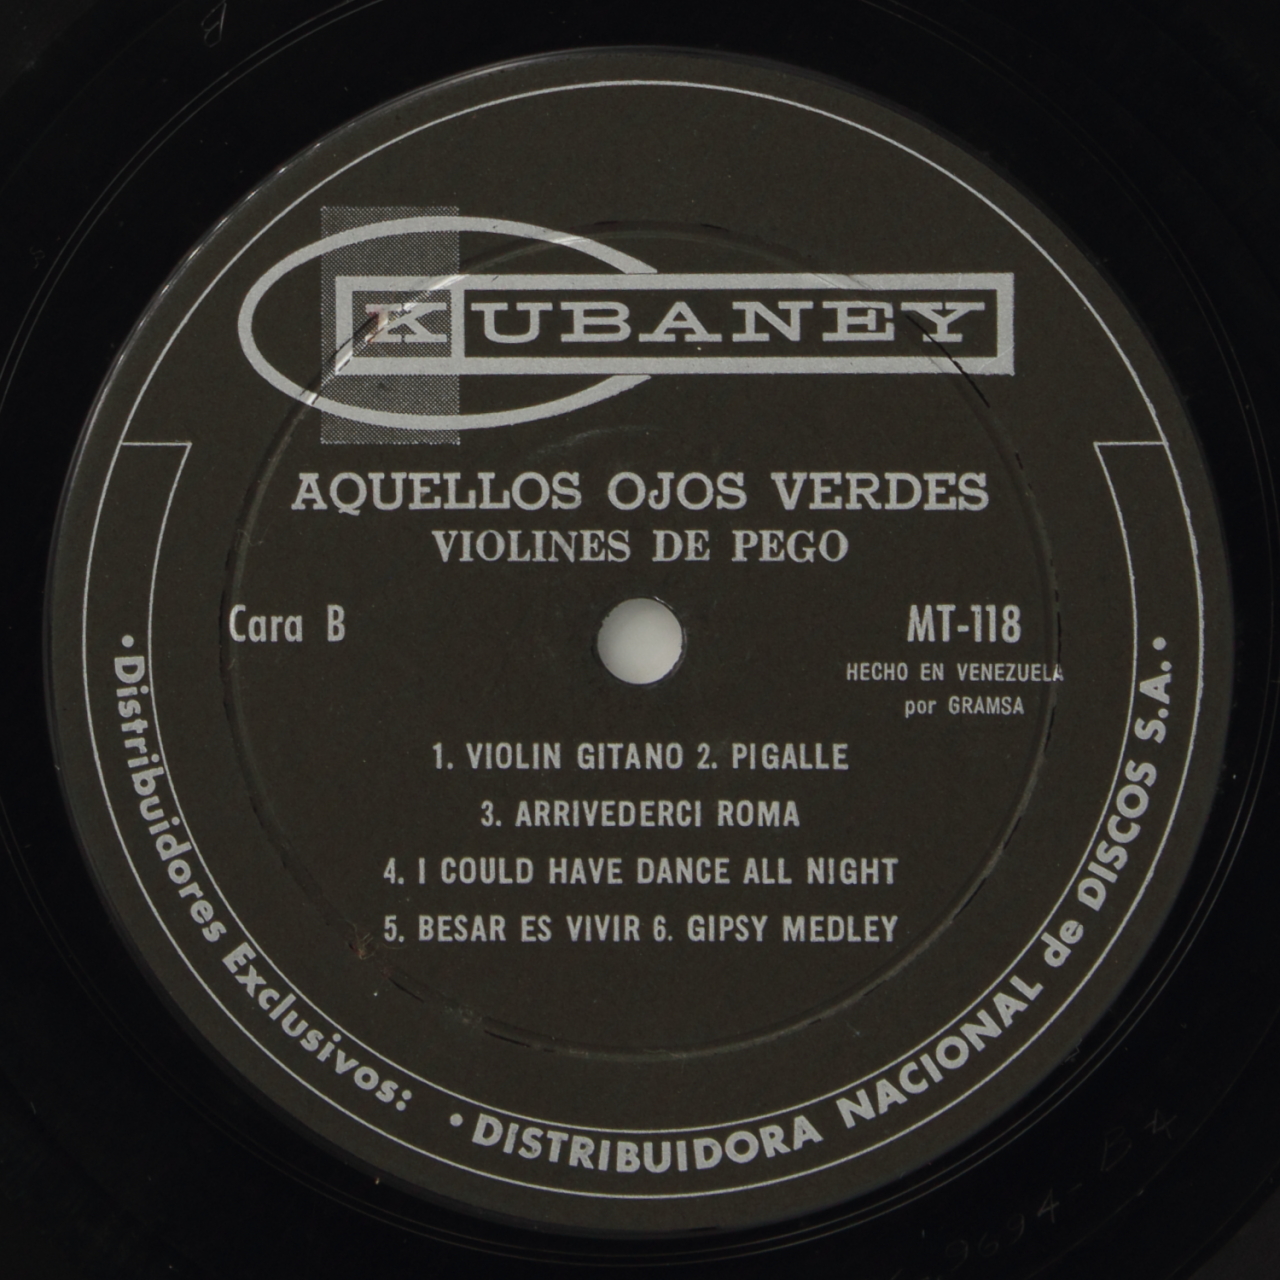 KUBANEY
AQUELLOS OJOS VERDES
VIOLINES DE PEGO
Cara B
MT-118
HECHO EN VENEZUELA
por GRAMSA
1. VIOLIN GITANO 2. PIGALLE
3. ARRIVEDERCI ROMA
4. I COULD HAVE DANCE ALL NIGHT
5. BESAR ES VIVIR 6. GIPSY MEDLEY
•Distribuidores Exclusivos: •DISTRIBUIDORA NACIONAL de DISCOS S.A.•